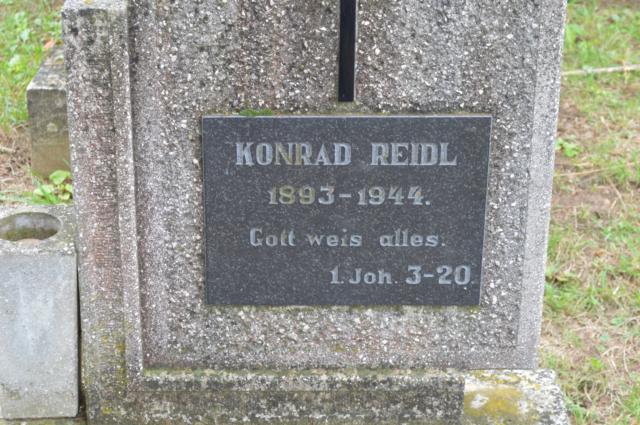 KONRAD REIDL
1893-1944.
Gott weis alles.
1. Joh. 3-20.